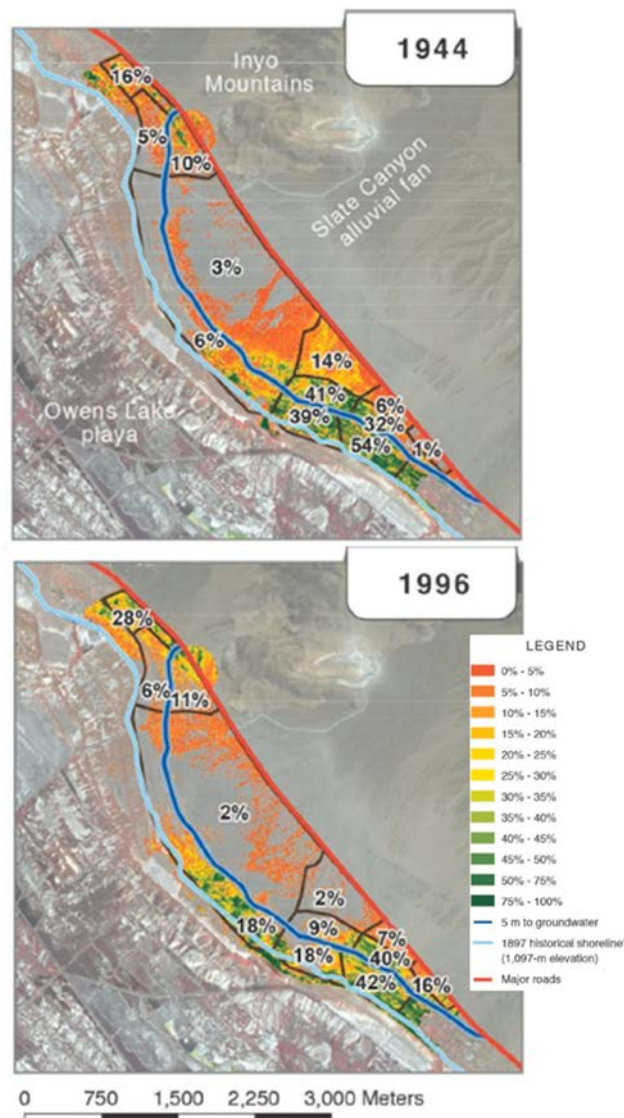 1944
Inyo
Mountains
16%
5%
10%
Slate Canyon
alluvial fan
3%
6%
14%
41%
6%
39%
32%
54%
1%
Owens Lake
playa
1996
28%
6%
11%
2%
2%
18%
9%
7%
18%
40%
42%
16%
LEGEND
0% - 5%
5% - 10%
10% - 15%
15% - 20%
20% - 25%
25% - 30%
30% - 35%
35% - 40%
40% - 45%
45% - 50%
50% - 75%
75% - 100%
5 m to groundwater
1897 historical shoreline
(1,097-m elevation)
Major roads
0 750 1,500 2,250 3,000 Meters